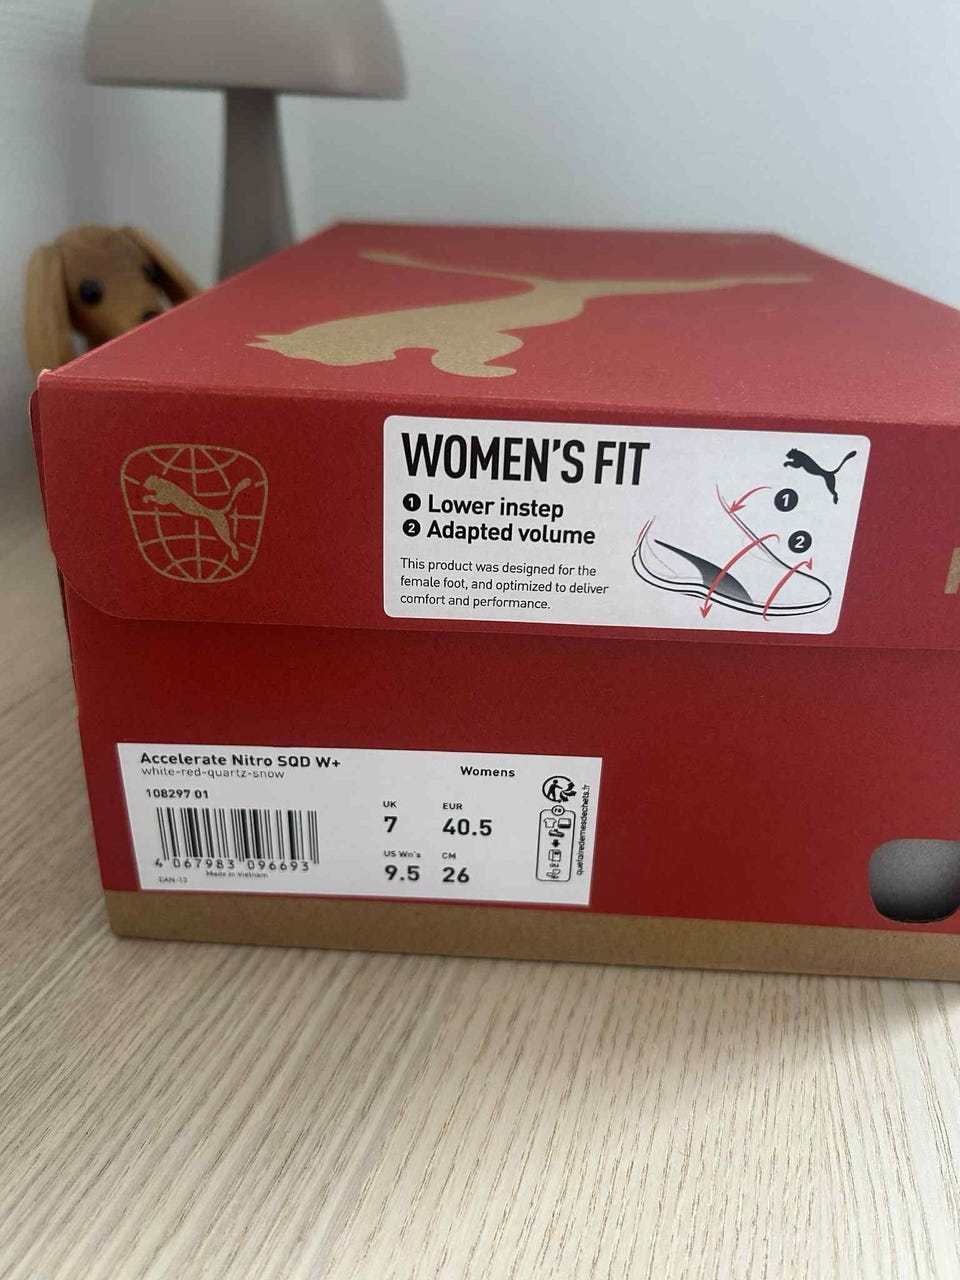 WOMEN'S FIT
1 Lower instep
2 Adapted volume
This product was designed for the
female foot, and optimized to deliver
comfort and performance.
1
2
Accelerate Nitro SQD W+
white-red-quartz-snow
Womens
108297 01
UK EUR
7 40.5
US Wn's CM
9.5 26
4 067983 096693
Made in Vietnam
EAN-13
quefairedemesdechets.fr